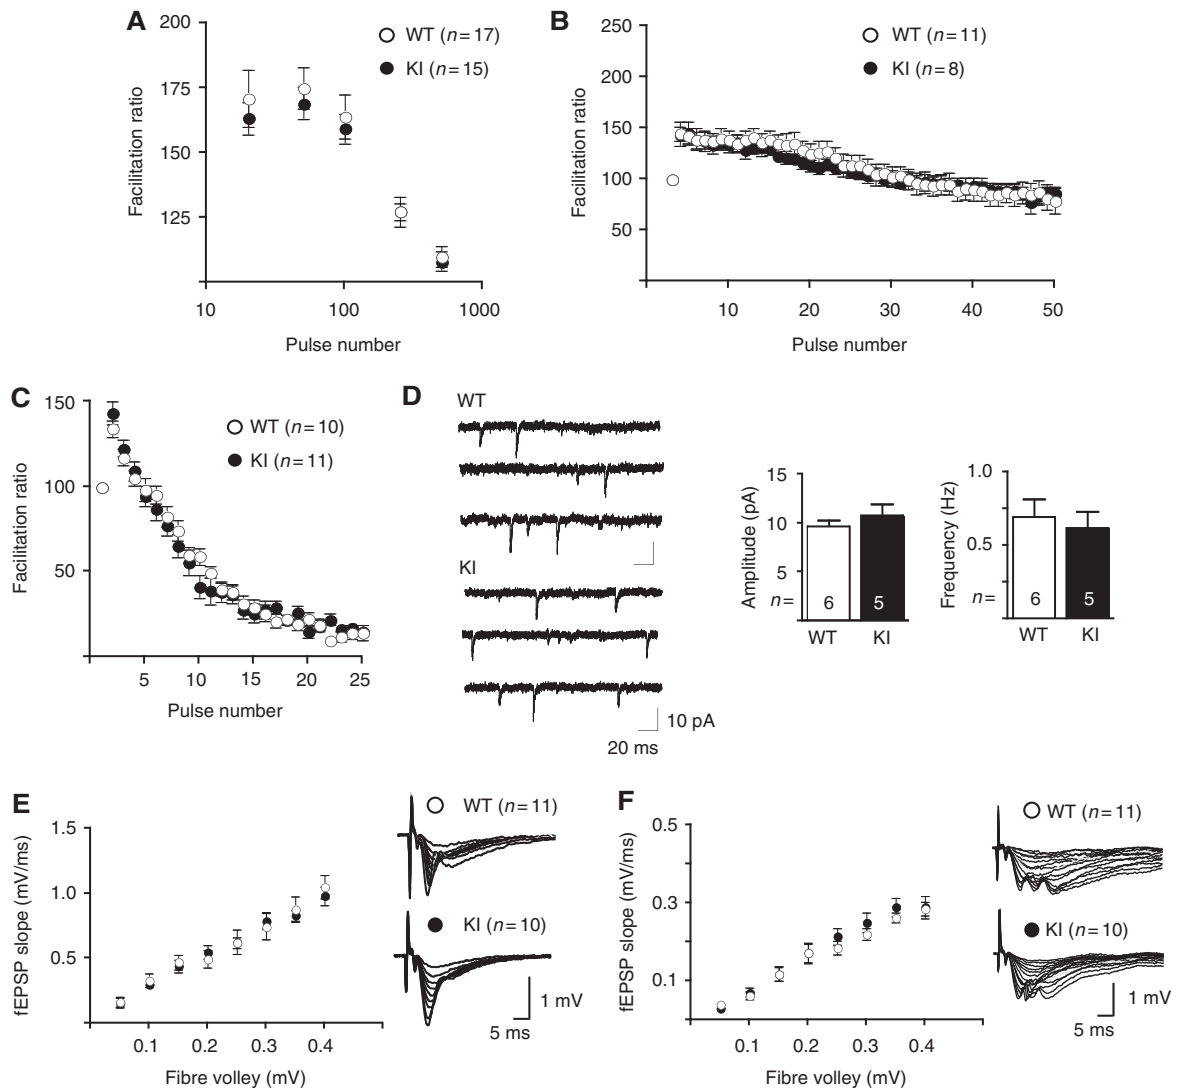 A
200
175
150
125
Facilitation ratio
10
100
1000
Pulse number
WT (n=17)
KI (n=15)
B
250
200
150
100
50
Facilitation ratio
10
20
30
40
50
Pulse number
WT (n=11)
KI (n=8)
C
150
100
50
Facilitation ratio
5
10
15
20
25
Pulse number
WT (n=10)
KI (n=11)
D
WT
KI
10 pA
20 ms
15
10
5
Amplitude (pA)
n=
6
5
WT
KI
1.0
0.5
Frequency (Hz)
n=
6
5
WT
KI
E
1.5
1.0
0.5
fEPSP slope (mV/ms)
0.1
0.2
0.3
0.4
Fibre volley (mV)
WT (n=11)
KI (n=10)
1 mV
5 ms
F
0.5
0.3
0.1
fEPSP slope (mV/ms)
0.1
0.2
0.3
0.4
Fibre volley (mV)
WT (n=11)
KI (n=10)
1 mV
5 ms